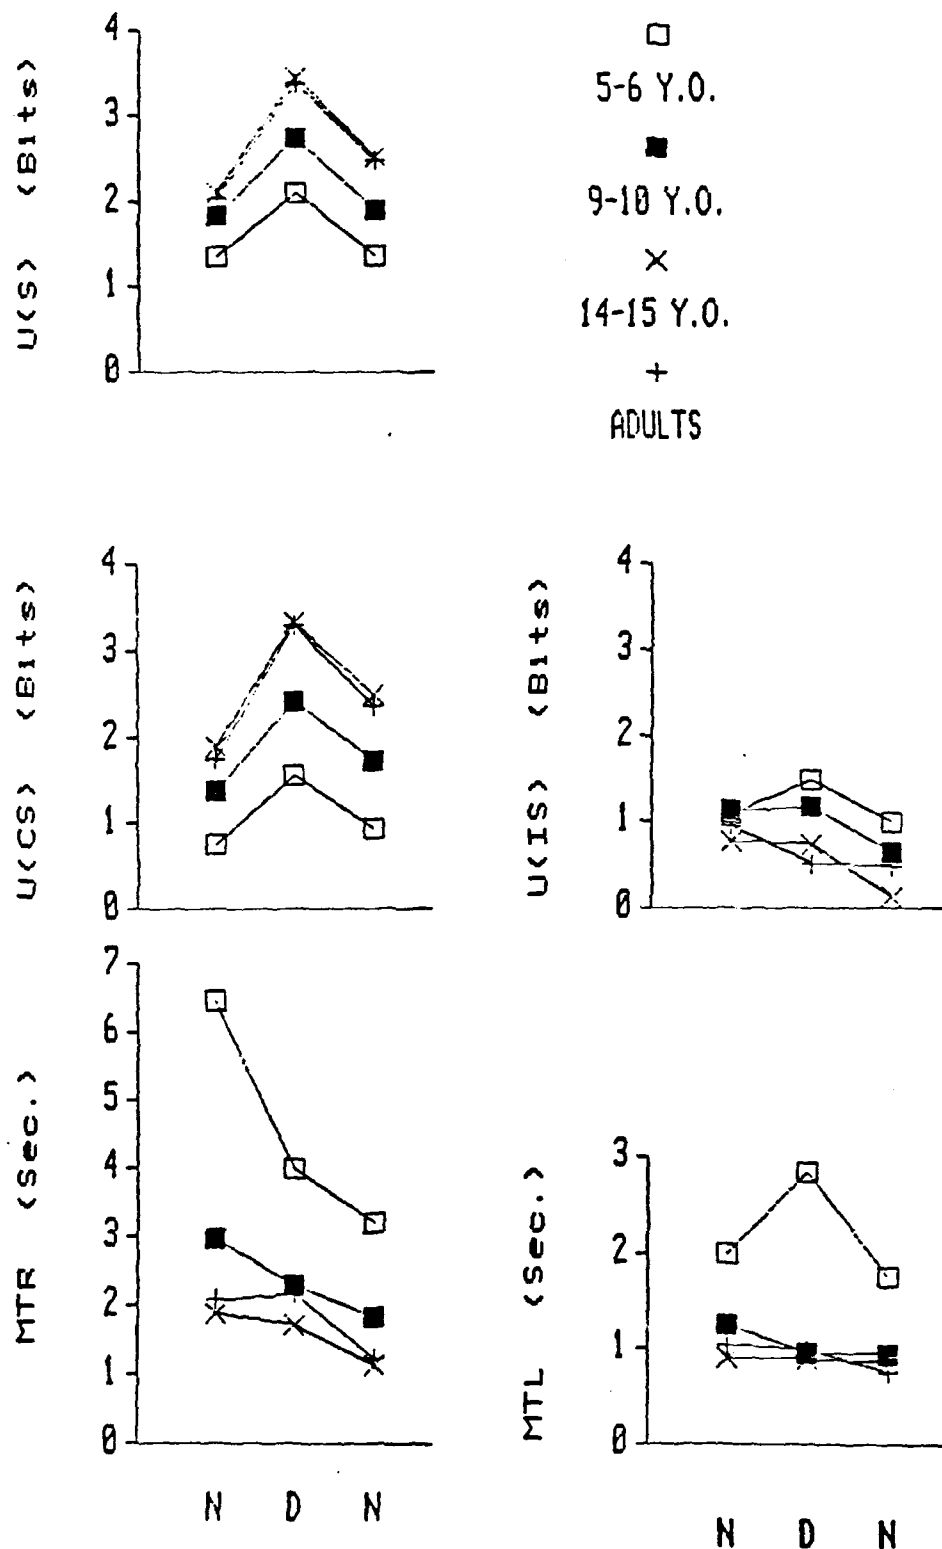 U(S) (Bits)
4
3
2
1
0
5-6 Y.O.
9-10 Y.O.
14-15 Y.O.
ADULTS
U(CS) (Bits)
4
3
2
1
0
U(IS) (Bits)
4
3
2
1
0
MTR (Sec.)
7
6
5
4
3
2
1
0
N D N
MTL (Sec.)
3
2
1
0
N D N